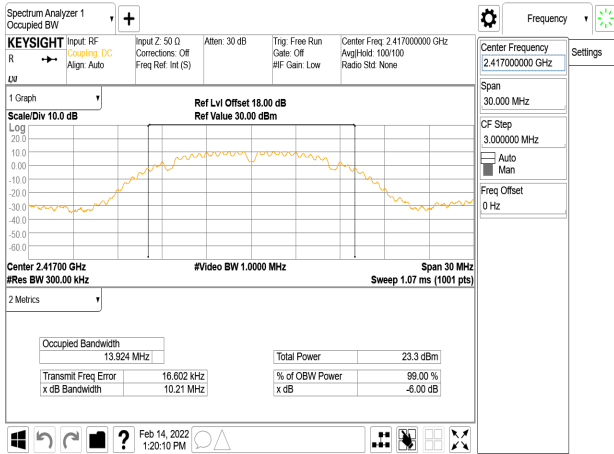 Spectrum Analyzer 1
Occupied BW
Frequency
KEYSIGHT
R
Input: RF
Coupling: DC
Align: Auto
Input Z: 50 Ω
Corrections: Off
Freq Ref: Int (S)
Atten: 30 dB
Trig: Free Run
Gate: Off
#IF Gain: Low
Center Freq: 2.417000000 GHz
Avg|Hold: 100/100
Radio Std: None
Center Frequency
2.417000000 GHz
Settings
Span
30.000 MHz
CF Step
3.000000 MHz
Auto
Man
Freq Offset
0 Hz
1 Graph
Scale/Div 10.0 dB
Ref Lvl Offset 18.00 dB
Ref Value 30.00 dBm
Log
20.0
10.0
0.00
-10.0
-20.0
-30.0
-40.0
-50.0
-60.0
Center 2.41700 GHz
#Res BW 300.00 kHz
#Video BW 1.0000 MHz
Span 30 MHz
Sweep 1.07 ms (1001 pts)
2 Metrics
Occupied Bandwidth
13.924 MHz
Total Power 23.3 dBm
Transmit Freq Error 16.602 kHz
% of OBW Power 99.00 %
x dB Bandwidth 10.21 MHz
x dB -6.00 dB
?
Feb 14, 2022
1:20:10 PM